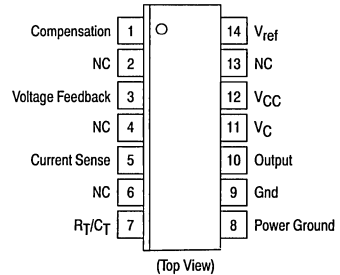 Compensation 1 14 Vref
NC 2 13 NC
Voltage Feedback 3 12 VCC
NC 4 11 VC
Current Sense 5 10 Output
NC 6 9 Gnd
RT/CT 7 8 Power Ground
(Top View)